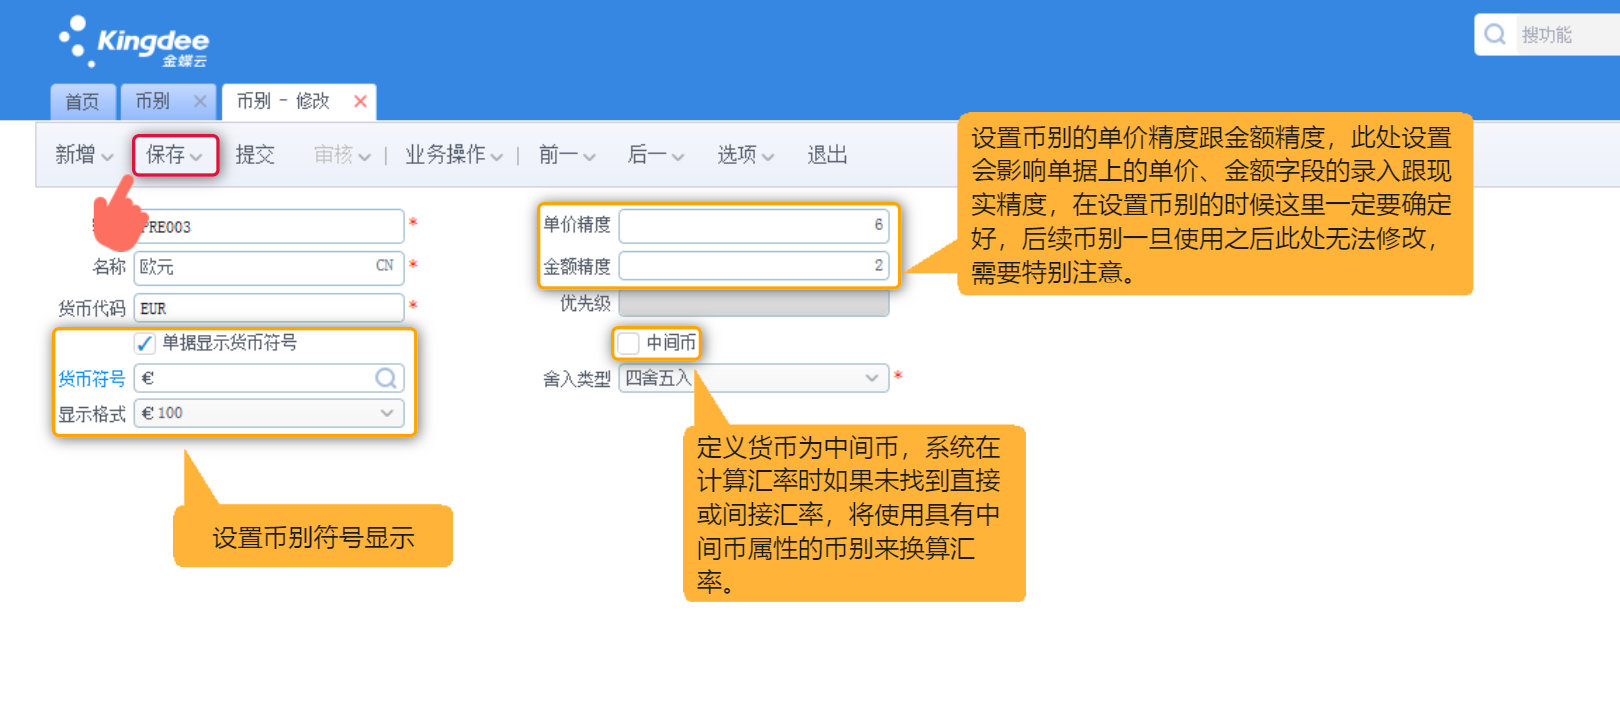 Kingdee
金蝶云
搜功能
首页 币别 币别 - 修改
新增 保存 提交 审核 业务操作 前一 后一 选项 退出
设置币别的单价精度跟金额精度，此处设置
会影响单据上的单价、金额字段的录入跟现
实精度，在设置币别的时候这里一定要确定
好，后续币别一旦使用之后此处无法修改，
需要特别注意。
PRE003 *
名称 欧元 CN *
货币代码 EUR *
单据显示货币符号
货币符号 €
显示格式 € 100
单价精度 6
金额精度 2
优先级
中间币
舍入类型 四舍五入 *
设置币别符号显示
定义货币为中间币，系统在
计算汇率时如果未找到直接
或间接汇率，将使用具有中
间币属性的币别来换算汇
率。